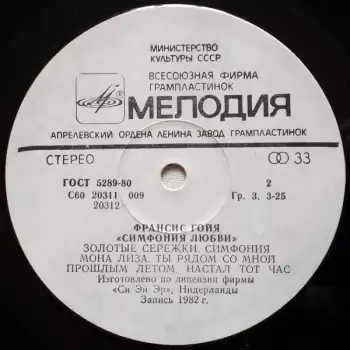 МИНИСТЕРСТВО
КУЛЬТУРЫ СССР
ВСЕСОЮЗНАЯ ФИРМА
ГРАМПЛАСТИНОК
® МЕЛОДИЯ
АПРЕЛЕВСКИЙ ОРДЕНА ЛЕНИНА ЗАВОД ГРАМПЛАСТИНОК
СТЕРЕО 33
ГОСТ 5289-80 2
С60 20311 009 Гр. 3. 3-25
20312
ФРАНСИС ГОЙЯ
«СИМФОНИЯ ЛЮБВИ»
ЗОЛОТЫЕ СЕРЕЖКИ. СИМФОНИЯ
МОНА ЛИЗА. ТЫ РЯДОМ СО МНОЙ
ПРОШЛЫМ ЛЕТОМ. НАСТАЛ ТОТ ЧАС
Изготовлено по лицензии фирмы
«Си Эн Эр», Нидерланды
Запись 1982 г.